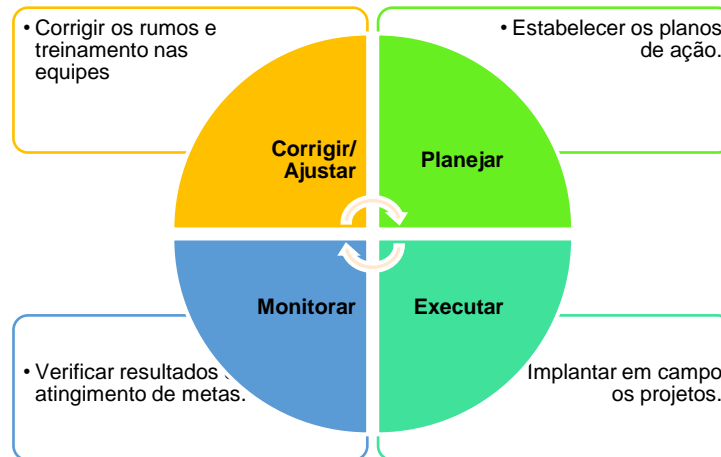 • Corrigir os rumos e
treinamento nas
equipes
• Estabelecer os planos
de ação.
Corrigir/
Ajustar
Planejar
Monitorar
Executar
• Verificar resultados
atingimento de metas.
Implantar em campo
os projetos.